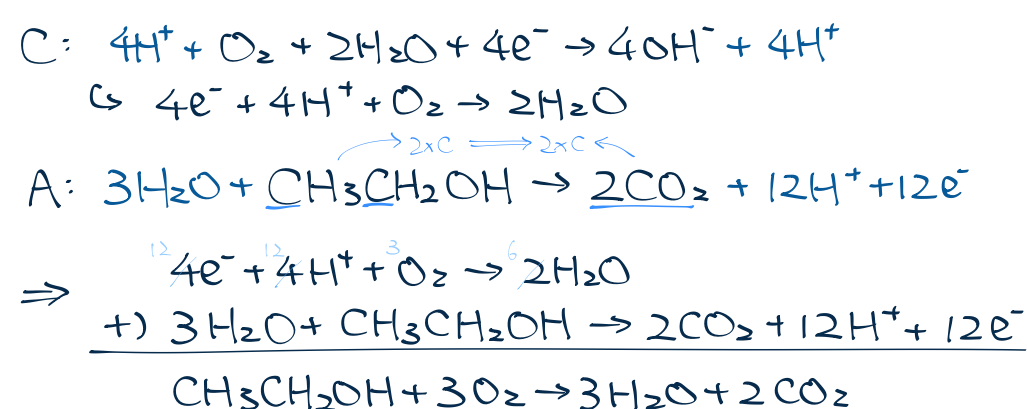 C: 4H⁺ + O₂ + 2H₂O + 4e⁻ → 4OH⁻ + 4H⁺
↳ 4e⁻ + 4H⁺ + O₂ → 2H₂O
2×C ⟹ 2×C
A: 3H₂O + CH₃CH₂OH → 2CO₂ + 12H⁺ + 12e⁻
12 12 3 6
⇒ 4e⁻ + 4H⁺ + O₂ → 2H₂O
+) 3H₂O + CH₃CH₂OH → 2CO₂ + 12H⁺ + 12e⁻
CH₃CH₂OH + 3O₂ → 3H₂O + 2CO₂